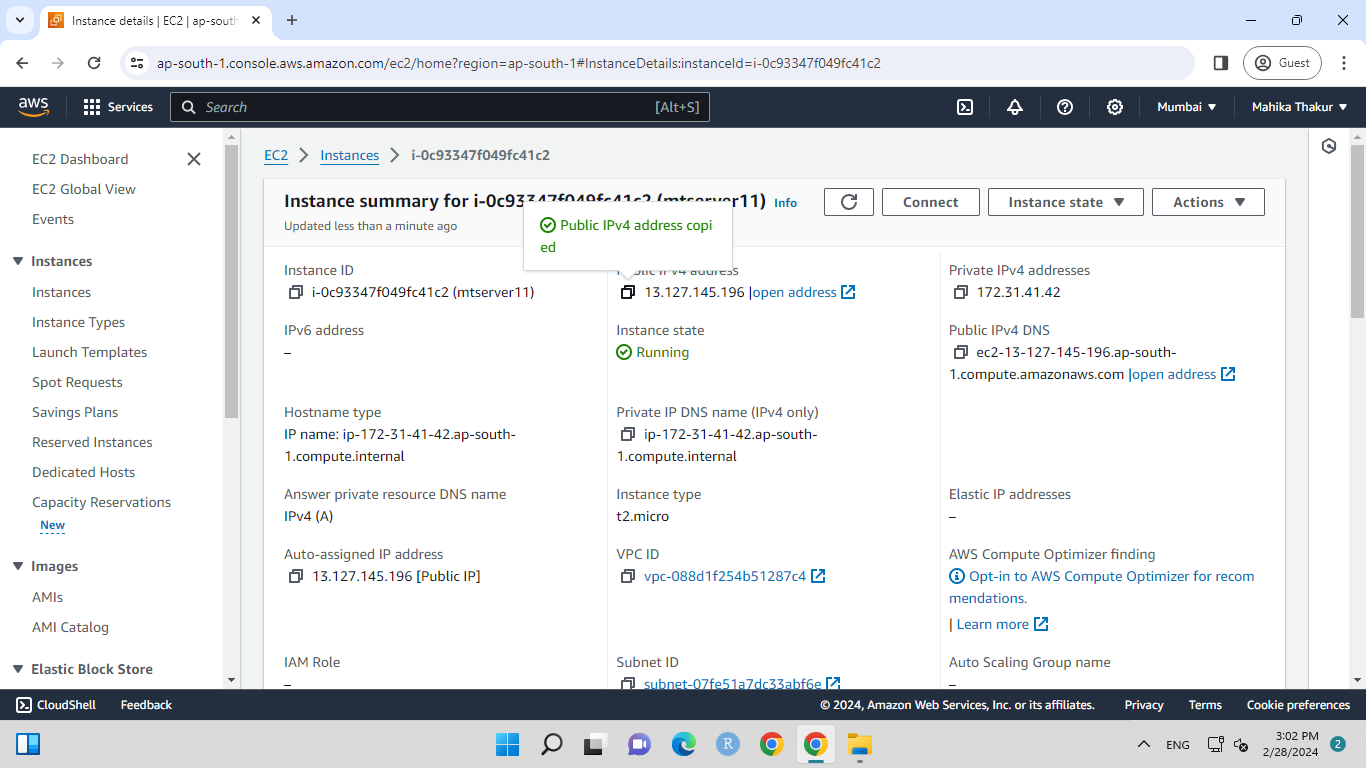 Instance details | EC2 | ap-south
ap-south-1.console.aws.amazon.com/ec2/home?region=ap-south-1#InstanceDetails:instanceId=i-0c93347f049fc41c2
Guest
aws
Services
Search
[Alt+S]
Mumbai
Mahika Thakur
EC2 Dashboard
EC2 Global View
Events
Instances
Instances
Instance Types
Launch Templates
Spot Requests
Savings Plans
Reserved Instances
Dedicated Hosts
Capacity Reservations
New
Images
AMIs
AMI Catalog
Elastic Block Store
EC2
Instances
i-0c93347f049fc41c2
Instance summary for i-0c93347f049fc41c2 (mtserver11)
Info
Updated less than a minute ago
Connect
Instance state
Actions
Public IPv4 address copi
ed
Instance ID
i-0c93347f049fc41c2 (mtserver11)
Public IPv4 address
13.127.145.196 |open address
Private IPv4 addresses
172.31.41.42
IPv6 address
–
Instance state
Running
Public IPv4 DNS
ec2-13-127-145-196.ap-south-
1.compute.amazonaws.com |open address
Hostname type
IP name: ip-172-31-41-42.ap-south-
1.compute.internal
Private IP DNS name (IPv4 only)
ip-172-31-41-42.ap-south-
1.compute.internal
Answer private resource DNS name
IPv4 (A)
Instance type
t2.micro
Elastic IP addresses
–
Auto-assigned IP address
13.127.145.196 [Public IP]
VPC ID
vpc-088d1f254b51287c4
AWS Compute Optimizer finding
Opt-in to AWS Compute Optimizer for recom
mendations.
| Learn more
IAM Role
–
Subnet ID
subnet-07fe51a7dc33abf6e
Auto Scaling Group name
–
CloudShell
Feedback
© 2024, Amazon Web Services, Inc. or its affiliates.
Privacy
Terms
Cookie preferences
R
ENG
3:02 PM
2/28/2024
2